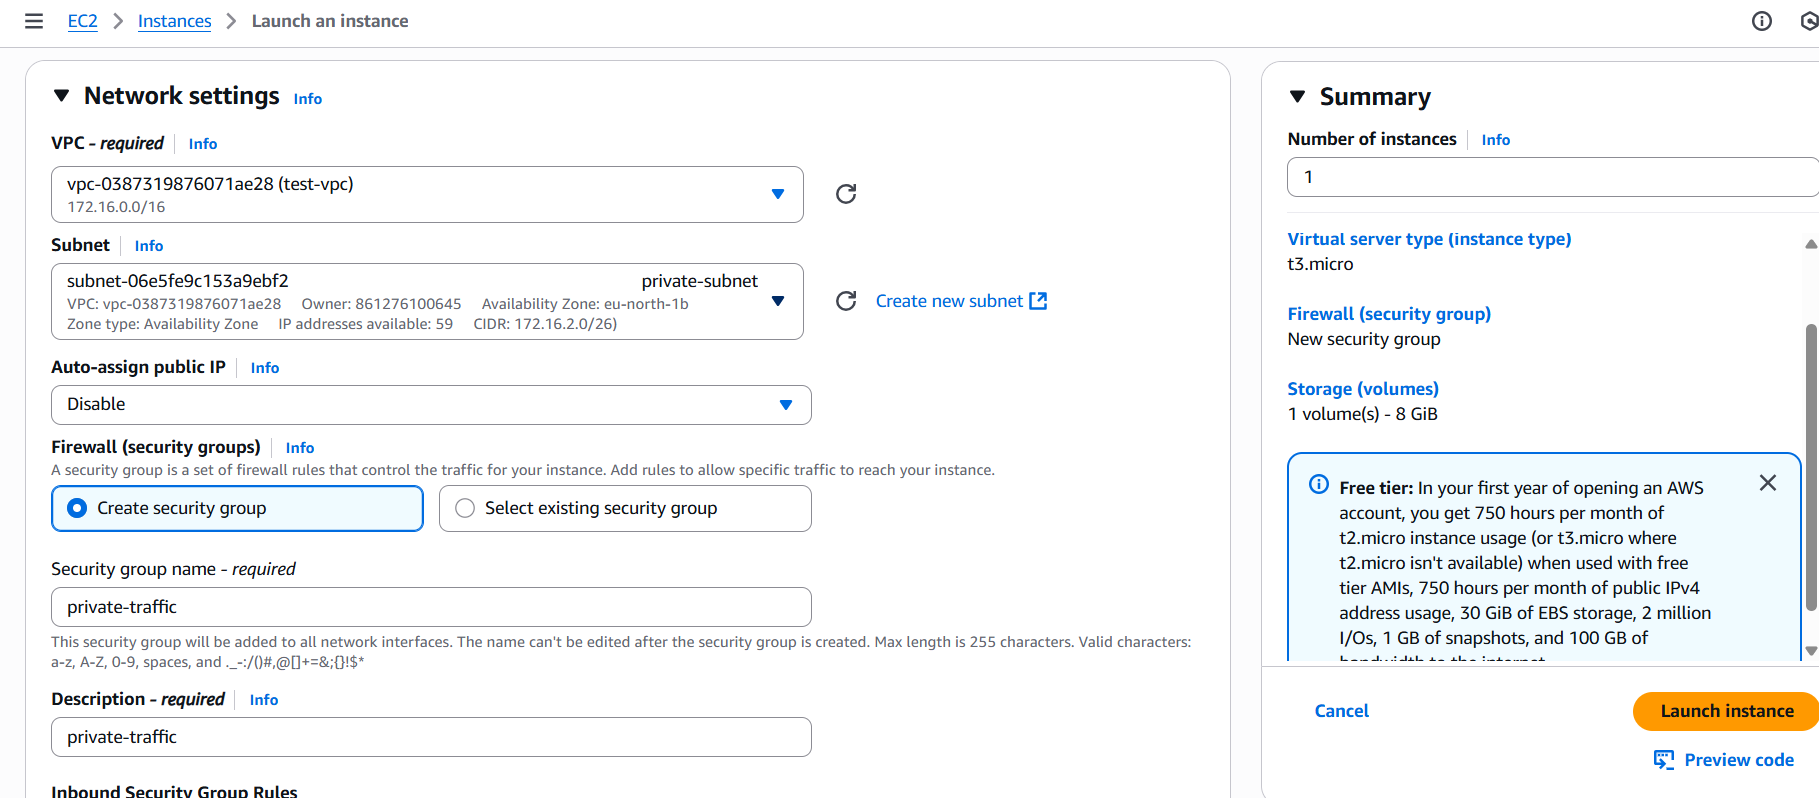 EC2 > Instances > Launch an instance
Network settings Info
VPC - required Info
vpc-0387319876071ae28 (test-vpc)
172.16.0.0/16
Subnet Info
subnet-06e5fe9c153a9ebf2 private-subnet
VPC: vpc-0387319876071ae28 Owner: 861276100645 Availability Zone: eu-north-1b
Zone type: Availability Zone IP addresses available: 59 CIDR: 172.16.2.0/26)
Create new subnet
Auto-assign public IP Info
Disable
Firewall (security groups) Info
A security group is a set of firewall rules that control the traffic for your instance. Add rules to allow specific traffic to reach your instance.
Create security group
Select existing security group
Security group name - required
private-traffic
This security group will be added to all network interfaces. The name can't be edited after the security group is created. Max length is 255 characters. Valid characters:
a-z, A-Z, 0-9, spaces, and ._-:/()#,@[]+=&;{}!$*
Description - required Info
private-traffic
Inbound Security Group Rules
Summary
Number of instances Info
1
Virtual server type (instance type)
t3.micro
Firewall (security group)
New security group
Storage (volumes)
1 volume(s) - 8 GiB
Free tier: In your first year of opening an AWS
account, you get 750 hours per month of
t2.micro instance usage (or t3.micro where
t2.micro isn't available) when used with free
tier AMIs, 750 hours per month of public IPv4
address usage, 30 GiB of EBS storage, 2 million
I/Os, 1 GB of snapshots, and 100 GB of
bandwidth to the internet.
Cancel
Launch instance
Preview code